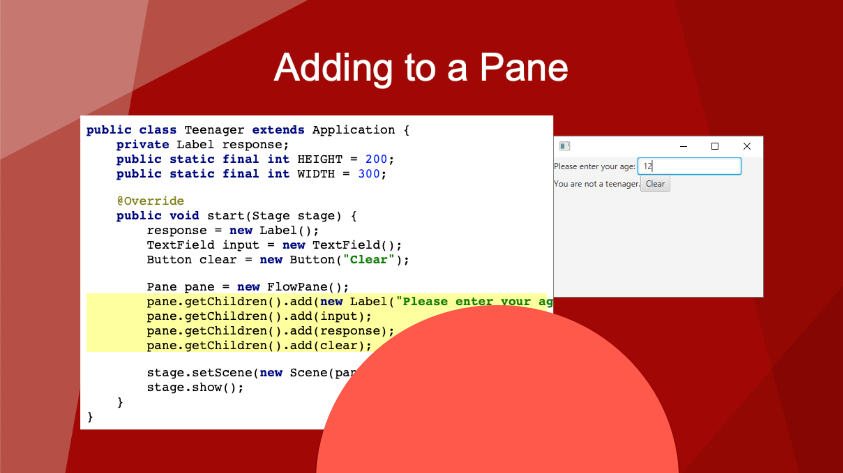 Adding to a Pane
public class Teenager extends Application {
    private Label response;
    public static final int HEIGHT = 200;
    public static final int WIDTH = 300;
    @Override
    public void start(Stage stage) {
        response = new Label();
        TextField input = new TextField();
        Button clear = new Button("Clear");
        Pane pane = new FlowPane();
        pane.getChildren().add(new Label("Please enter your ag
        pane.getChildren().add(input);
        pane.getChildren().add(response);
        pane.getChildren().add(clear);
        stage.setScene(new Scene(pan
        stage.show();
    }
}
Please enter your age: 12
You are not a teenager. Clear